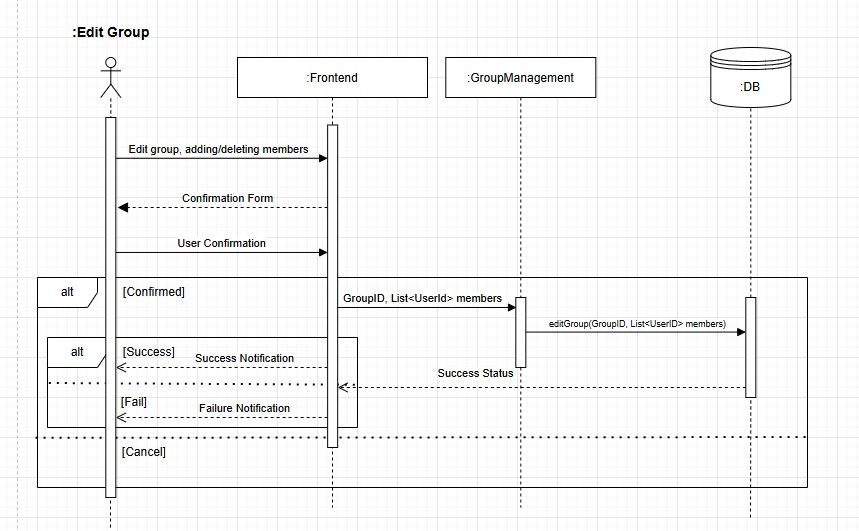 :Edit Group
:Frontend
:GroupManagement
:DB
Edit group, adding/deleting members
Confirmation Form
User Confirmation
alt
[Confirmed]
GroupID, List<UserId> members
editGroup(GroupID, List<UserID> members)
alt
[Success]
Success Notification
Success Status
[Fail]
Failure Notification
[Cancel]